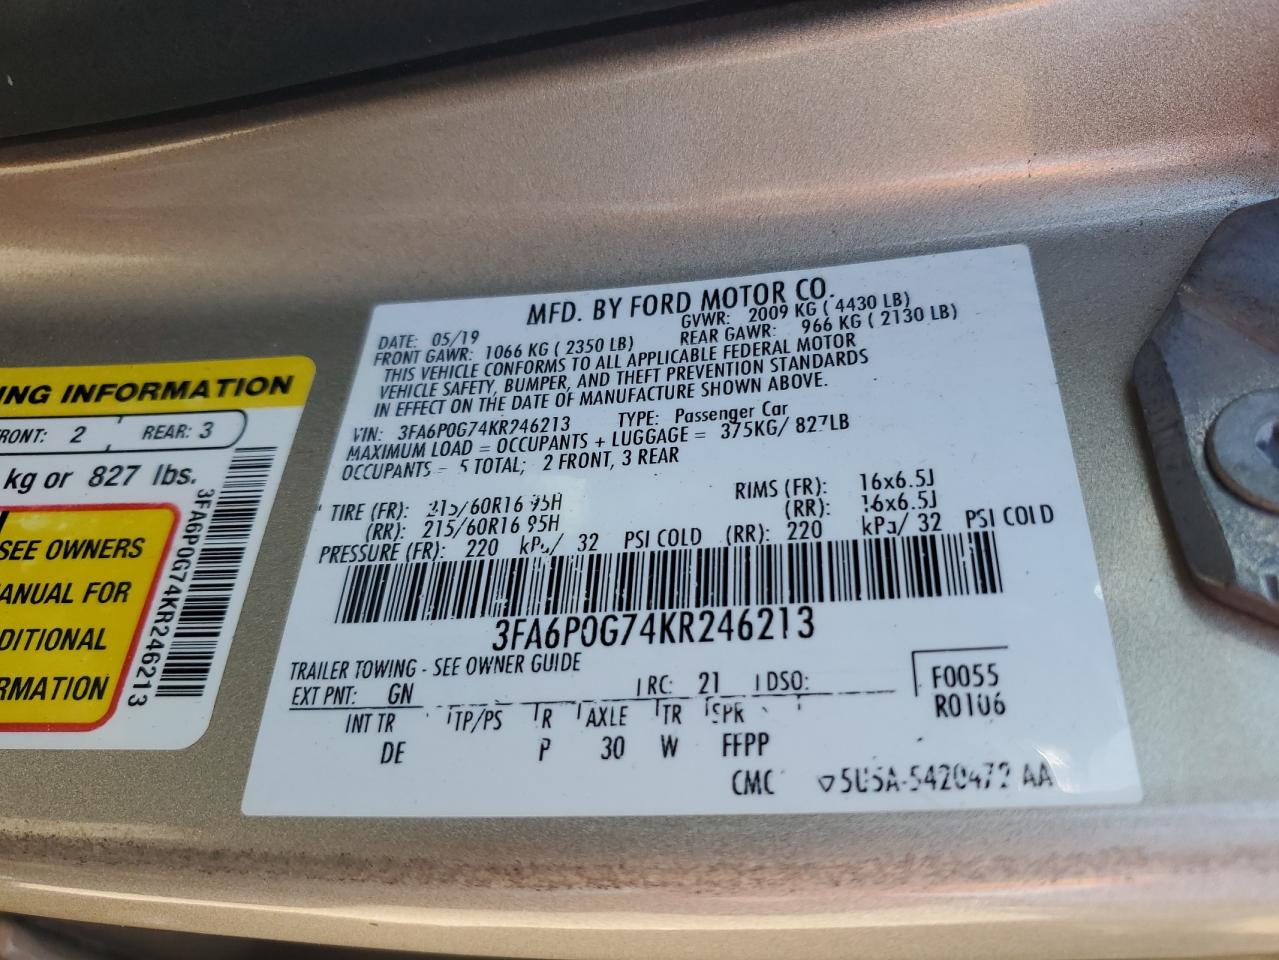 MFD. BY FORD MOTOR CO.
DATE: 05/19 GVWR: 2009 KG ( 4430 LB)
FRONT GAWR: 1066 KG ( 2350 LB) REAR GAWR: 966 KG ( 2130 LB)
THIS VEHICLE CONFORMS TO ALL APPLICABLE FEDERAL MOTOR
VEHICLE SAFETY, BUMPER, AND THEFT PREVENTION STANDARDS
IN EFFECT ON THE DATE OF MANUFACTURE SHOWN ABOVE.
VIN: 3FA6P0G74KR246213 TYPE: Passenger Car
MAXIMUM LOAD = OCCUPANTS + LUGGAGE = 375KG/ 827LB
OCCUPANTS = 5 TOTAL; 2 FRONT, 3 REAR
TIRE (FR): 215/60R16 95H RIMS (FR): 16x6.5J
(RR): 215/60R16 95H (RR): 16x6.5J
PRESSURE (FR): 220 kPa/ 32 PSI COLD (RR): 220 kPa/ 32 PSI COLD
3FA6P0G74KR246213
TRAILER TOWING - SEE OWNER GUIDE
EXT PNT: GN RC: 21 DSO: F0055
R0106
INT TR TP/PS R AXLE TR SPR
DE P 30 W FFPP
CMC 5U5A-5420472 AA
NG INFORMATION
FRONT: 2 REAR: 3
kg or 827 lbs.
SEE OWNERS
ANUAL FOR
DITIONAL
RMATION
3FA6P0G74KR246213